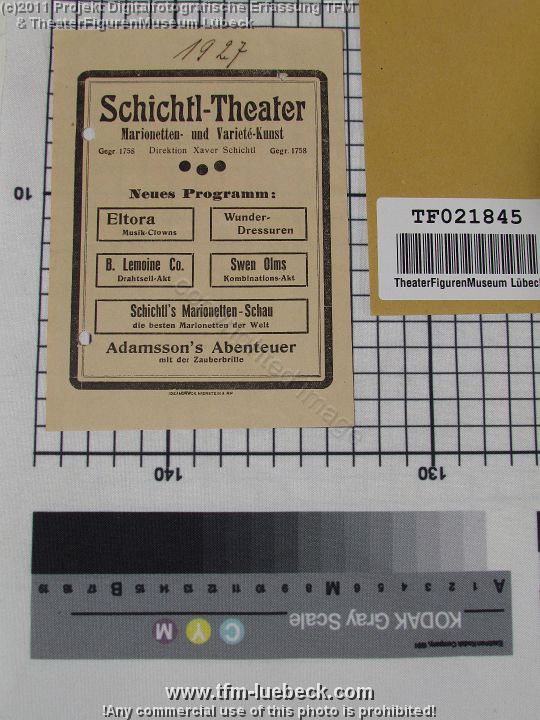 (c)2011 Projekt Digitalfotografische Erfassung TFM
& TheaterFigurenMuseum Lübeck
1927
Schichtl-Theater
Marionetten- und Varieté-Kunst
Gegr. 1758 Direktion Xaver Schichtl Gegr. 1758
Neues Programm:
Eltora
Musik-Clowns
Wunder-
Dressuren
B. Lemoine Co.
Drahtseil-Akt
Swen Olms
Kombinations-Akt
Schichtl's Marionetten-Schau
die besten Marionetten der Welt
Adamsson's Abenteuer
mit der Zauberbrille
TF021845
TheaterFigurenMuseum Lübeck
copyrighted image
10
140
130
A 1 2 3 4 5 6 M 8 9 10 11 12 13 14 15 B 17 18 19
KODAK Gray Scale
C Y M
www.tfm-luebeck.com
!Any commercial use of this photo is prohibited!